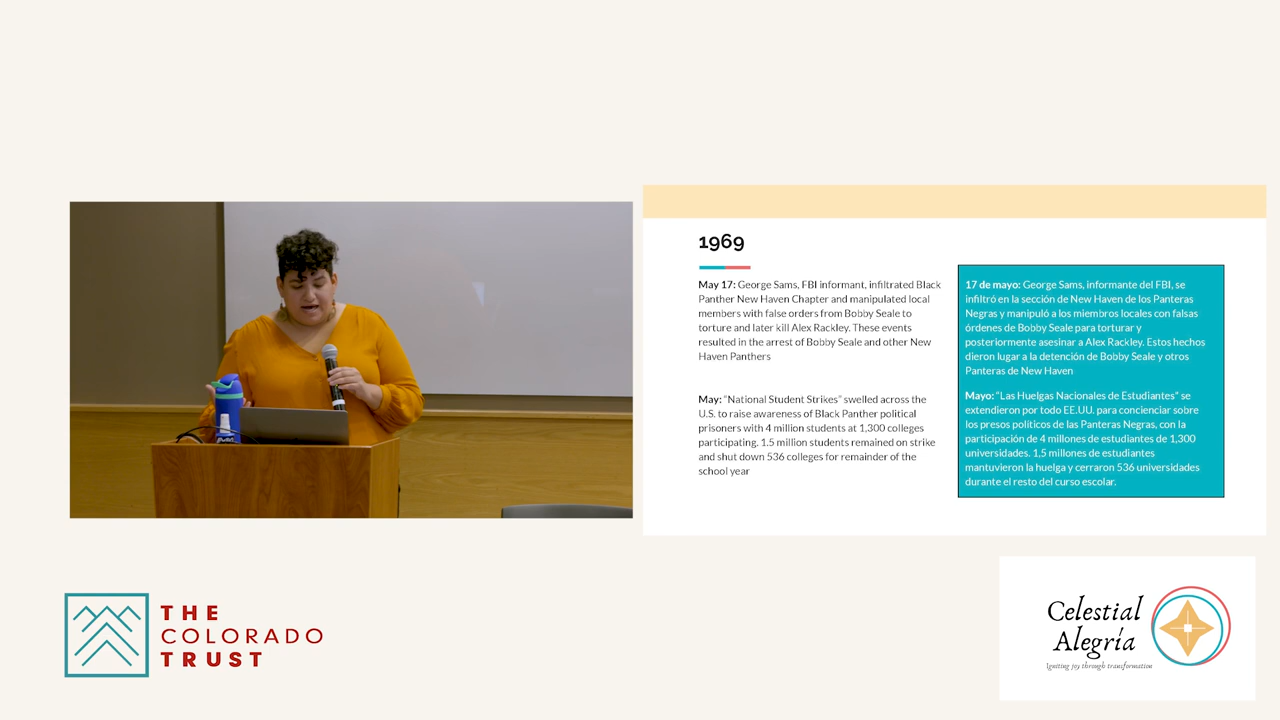 1969
May 17: George Sams, FBI informant, infiltrated Black
Panther New Haven Chapter and manipulated local
members with false orders from Bobby Seale to
torture and later kill Alex Rackley. These events
resulted in the arrest of Bobby Seale and other New
Haven Panthers
May: "National Student Strikes" swelled across the
U.S. to raise awareness of Black Panther political
prisoners with 4 million students at 1,300 colleges
participating. 1.5 million students remained on strike
and shut down 536 colleges for remainder of the
school year
17 de mayo: George Sams, informante del FBI, se
infiltró en la sección de New Haven de los Panteras
Negras y manipuló a los miembros locales con falsas
órdenes de Bobby Seale para torturar y
posteriormente asesinar a Alex Rackley. Estos hechos
dieron lugar a la detención de Bobby Seale y otros
Panteras de New Haven
Mayo: "Las Huelgas Nacionales de Estudiantes" se
extendieron por todo EE.UU. para concienciar sobre
los presos políticos de las Panteras Negras, con la
participación de 4 millones de estudiantes de 1,300
universidades. 1,5 millones de estudiantes
mantuvieron la huelga y cerraron 536 universidades
durante el resto del curso escolar.
THE
COLORADO
TRUST
Celestial
Alegría
Igniting joy through transformation